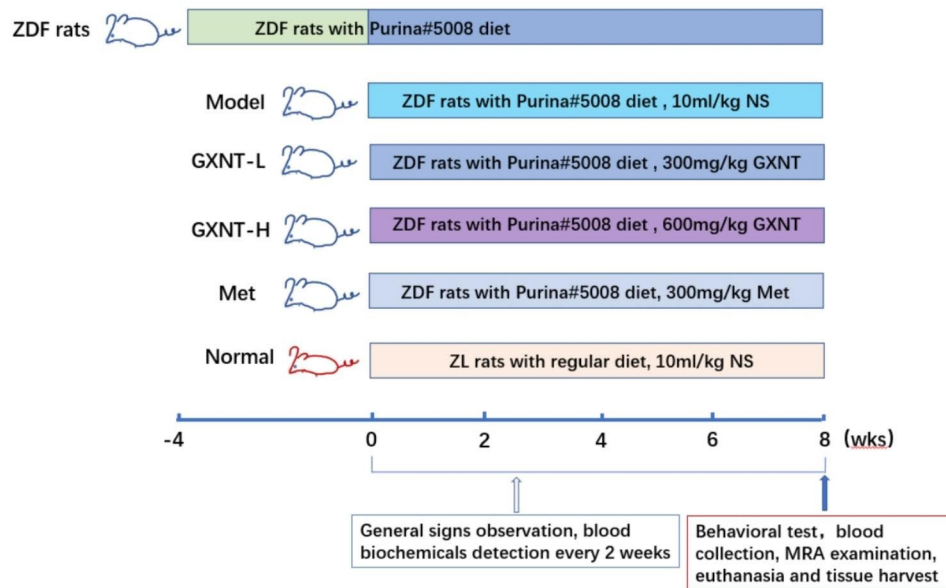 ZDF rats
ZDF rats with Purina#5008 diet
Model
ZDF rats with Purina#5008 diet , 10ml/kg NS
GXNT-L
ZDF rats with Purina#5008 diet , 300mg/kg GXNT
GXNT-H
ZDF rats with Purina#5008 diet , 600mg/kg GXNT
Met
ZDF rats with Purina#5008 diet, 300mg/kg Met
Normal
ZL rats with regular diet, 10ml/kg NS
-4 0 2 4 6 8 (wks)
General signs observation, blood
biochemicals detection every 2 weeks
Behavioral test, blood
collection, MRA examination,
euthanasia and tissue harvest